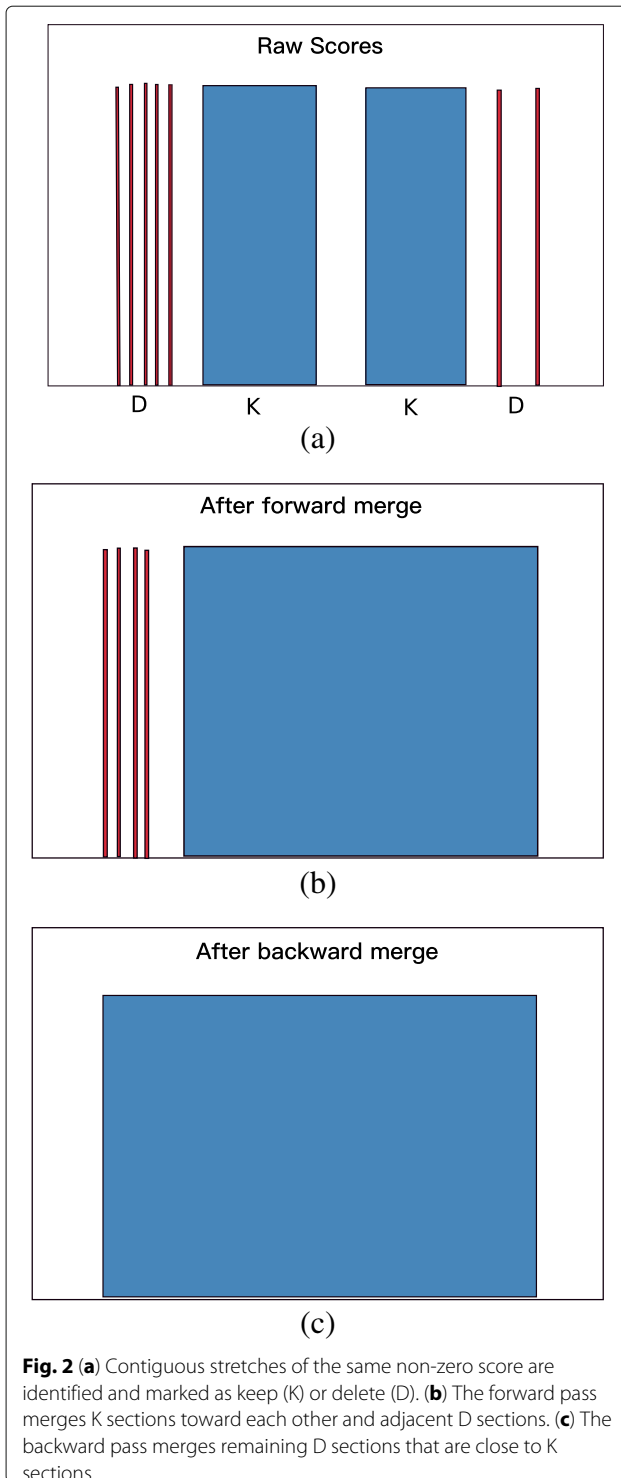 Raw Scores
D K K D
(a)
After forward merge
(b)
After backward merge
(c)
Fig. 2 (a) Contiguous stretches of the same non-zero score are
identified and marked as keep (K) or delete (D). (b) The forward pass
merges K sections toward each other and adjacent D sections. (c) The
backward pass merges remaining D sections that are close to K
sections